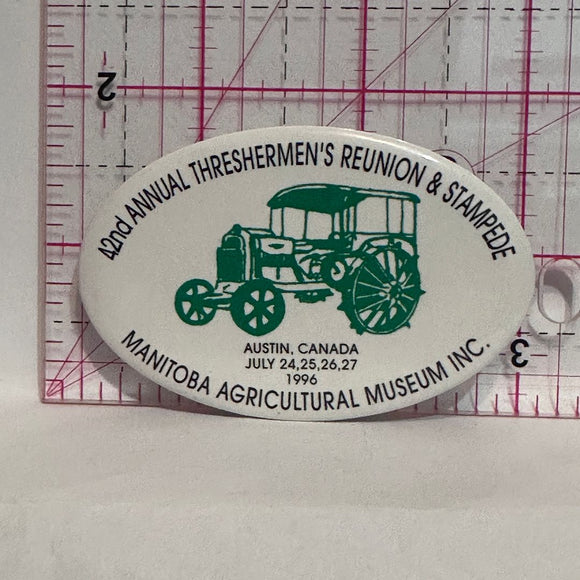 2
42nd ANNUAL THRESHERMEN'S REUNION & STAMPEDE
AUSTIN, CANADA
JULY 24,25,26,27
1996
MANITOBA AGRICULTURAL MUSEUM INC.
3